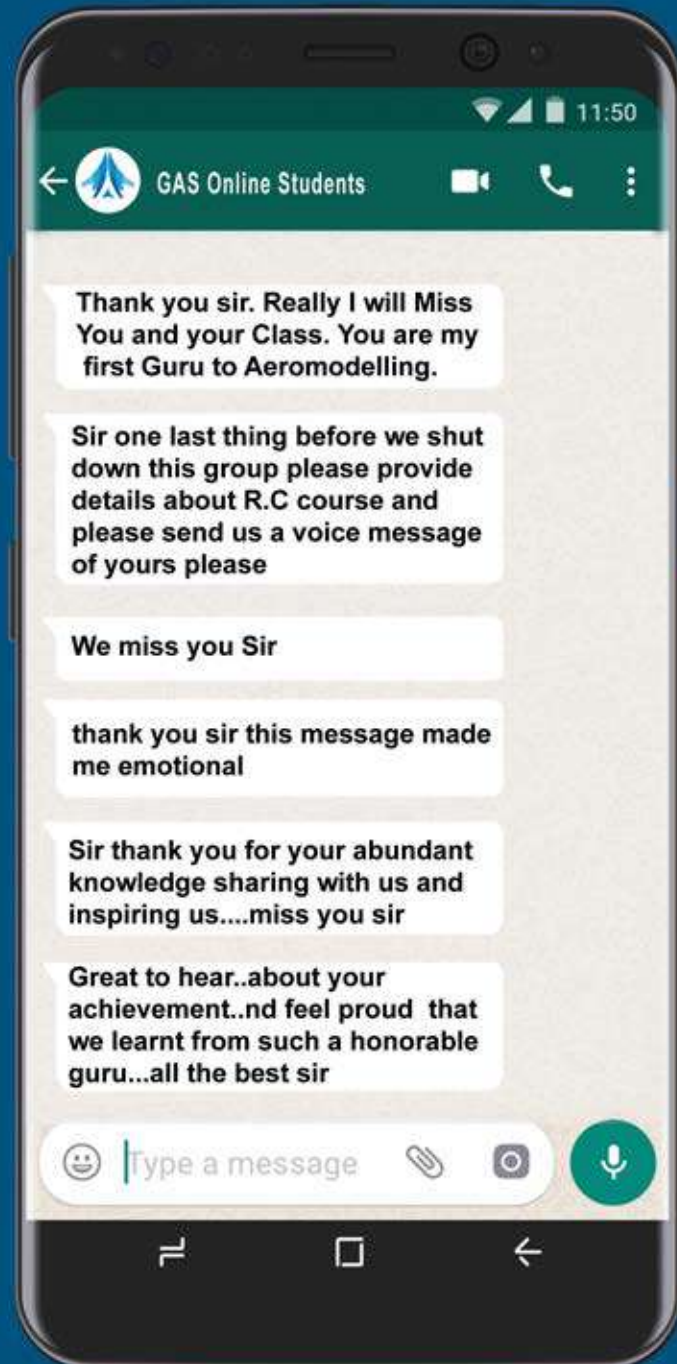 11:50
GAS Online Students
Thank you sir. Really I will Miss
You and your Class. You are my
first Guru to Aeromodelling.
Sir one last thing before we shut
down this group please provide
details about R.C course and
please send us a voice message
of yours please
We miss you Sir
thank you sir this message made
me emotional
Sir thank you for your abundant
knowledge sharing with us and
inspiring us....miss you sir
Great to hear..about your
achievement..nd feel proud that
we learnt from such a honorable
guru...all the best sir
Type a message